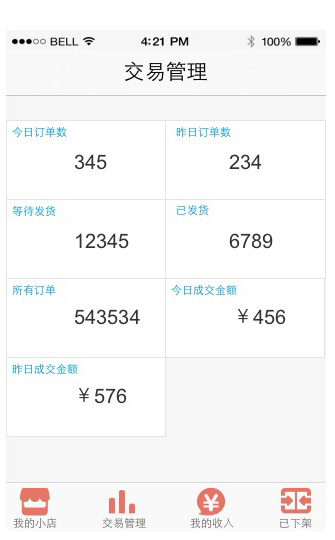 BELL 4:21 PM 100%
交易管理
今日订单数 昨日订单数
345 234
等待发货 已发货
12345 6789
所有订单 今日成交金额
543534 ￥456
昨日成交金额
￥576
我的小店 交易管理 我的收入 已下架